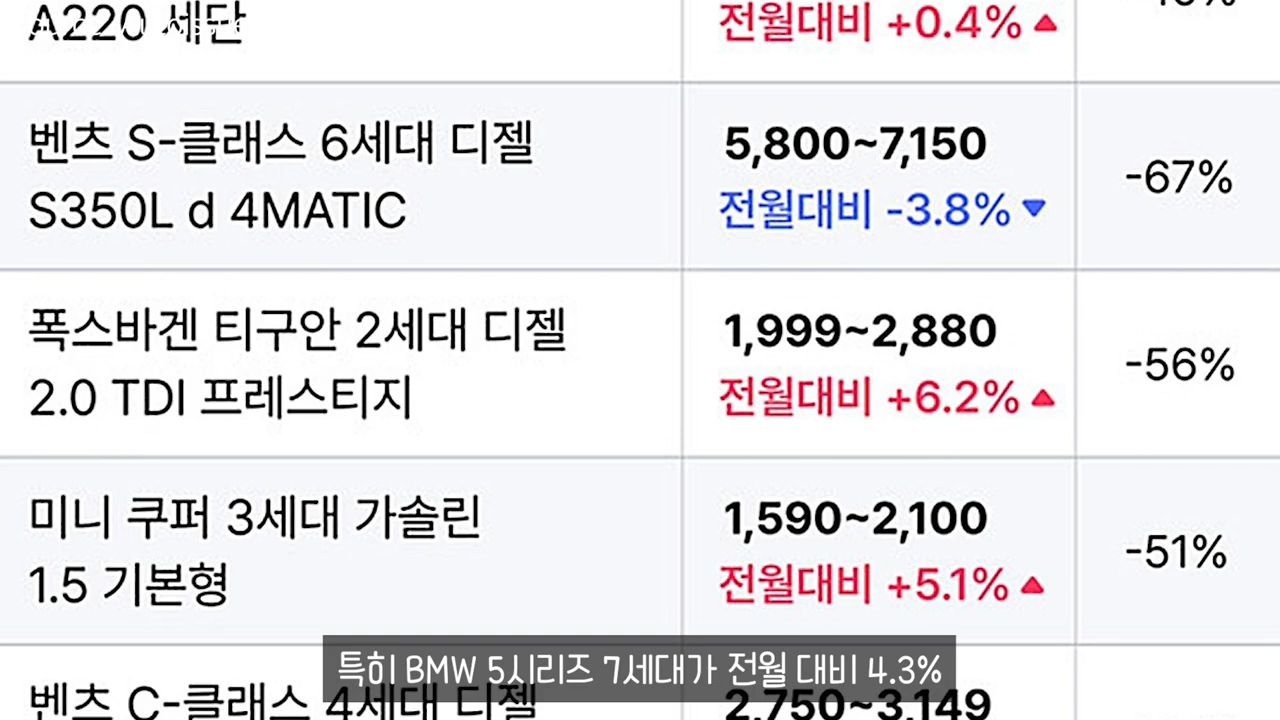 A220 세단
전월대비 +0.4% ▲
벤츠 S-클래스 6세대 디젤
S350L d 4MATIC
5,800~7,150
전월대비 -3.8% ▼
-67%
폭스바겐 티구안 2세대 디젤
2.0 TDI 프레스티지
1,999~2,880
전월대비 +6.2% ▲
-56%
미니 쿠퍼 3세대 가솔린
1.5 기본형
1,590~2,100
전월대비 +5.1% ▲
-51%
특히 BMW 5시리즈 7세대가 전월 대비 4.3%
벤츠 C-클래스 4세대 디젤
2,750~3,149